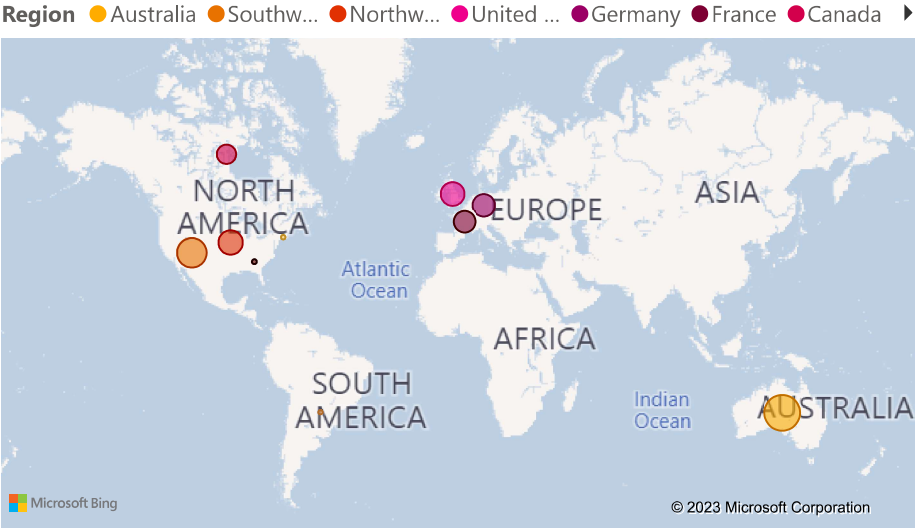 Region Australia Southw... Northw... United ... Germany France Canada
NORTH
AMERICA
EUROPE
ASIA
Atlantic
Ocean
AFRICA
SOUTH
AMERICA
Indian
Ocean
AUSTRALIA
Microsoft Bing
© 2023 Microsoft Corporation